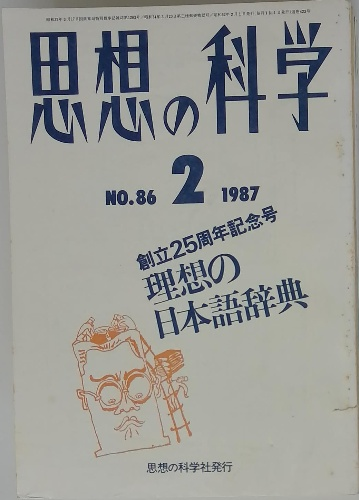 思想の科学
NO.86 2 1987
創立25周年記念号
理想の
日本語辞典
思想の科学社発行